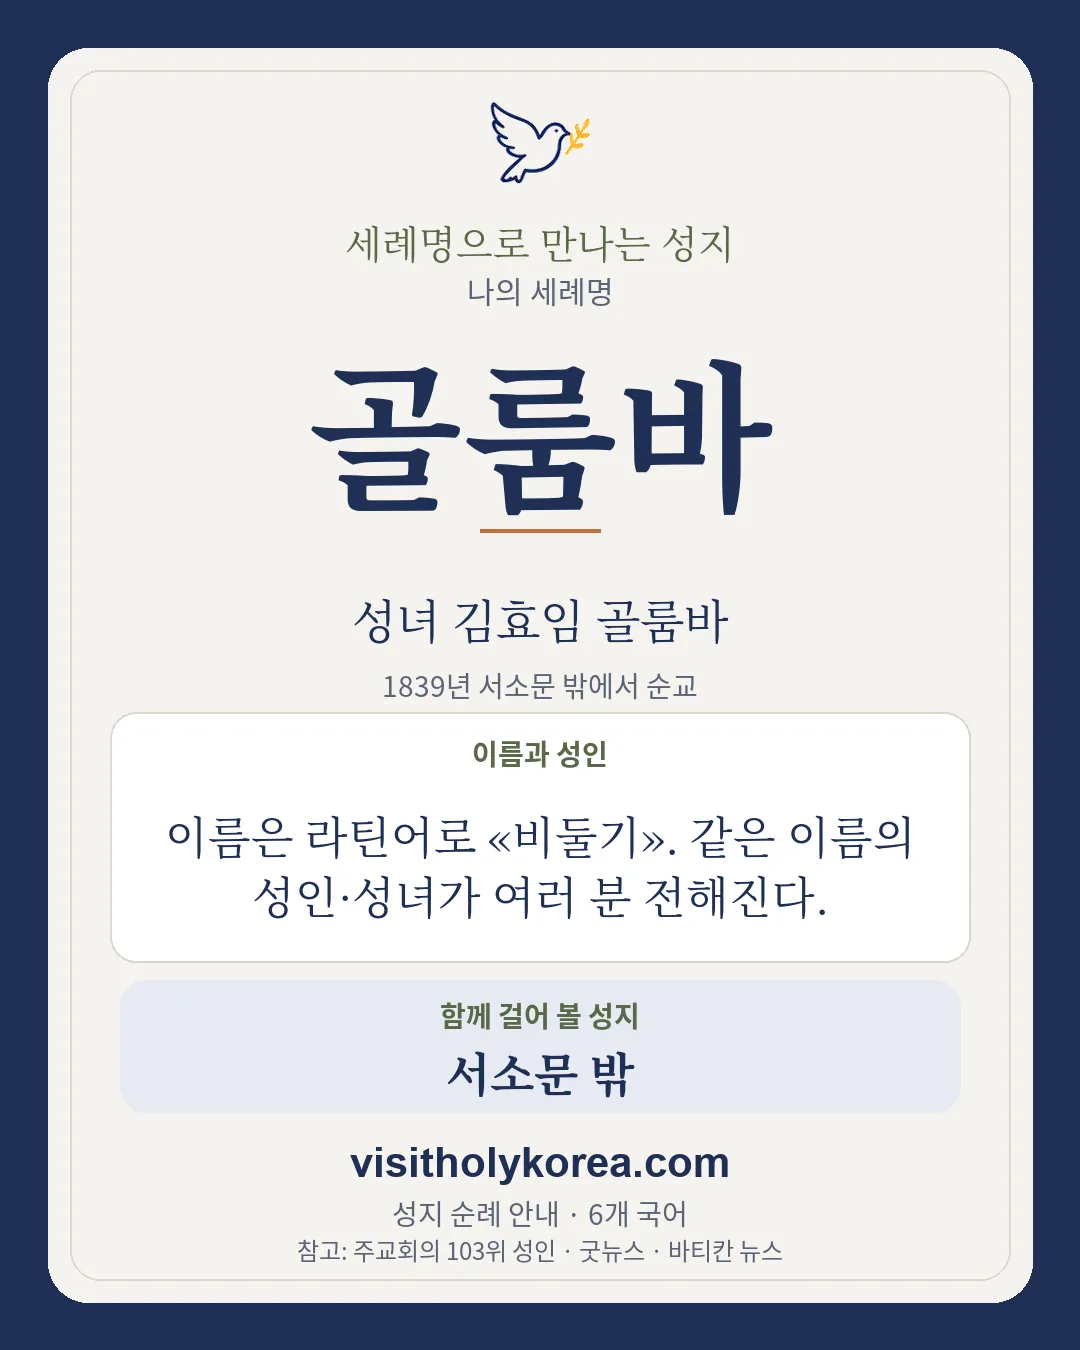 세례명으로 만나는 성지
나의 세례명
골룸바
성녀 김효임 골룸바
1839년 서소문 밖에서 순교
이름과 성인
이름은 라틴어로 «비둘기». 같은 이름의
성인·성녀가 여러 분 전해진다.
함께 걸어 볼 성지
서소문 밖
visitholykorea.com
성지 순례 안내 · 6개 국어
참고: 주교회의 103위 성인 · 굿뉴스 · 바티칸 뉴스